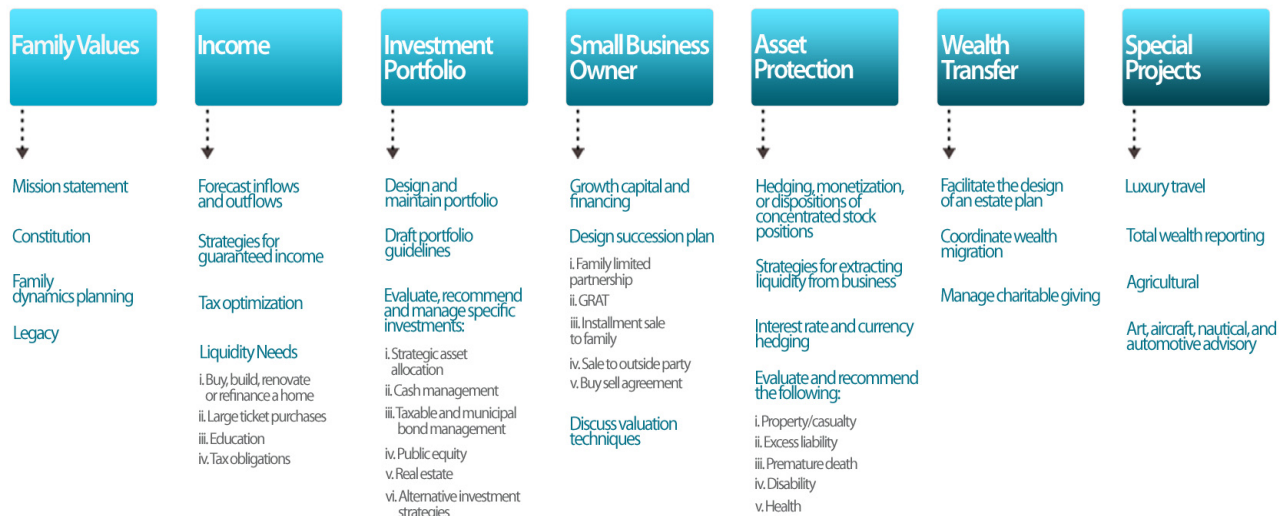 Family Values
Mission statement
Constitution
Family
dynamics planning
Legacy
Income
Forecast inflows
and outflows
Strategies for
guaranteed income
Tax optimization
Liquidity Needs
i. Buy, build, renovate
or refinance a home
ii. Large ticket purchases
iii. Education
iv. Tax obligations
Investment
Portfolio
Design and
maintain portfolio
Draft portfolio
guidelines
Evaluate, recommend
and manage specific
investments:
i. Strategic asset
allocation
ii. Cash management
iii. Taxable and municipal
bond management
iv. Public equity
v. Real estate
vi. Alternative investment
strategies
Small Business
Owner
Growth capital and
financing
Design succession plan
i. Family limited
partnership
ii. GRAT
iii. Installment sale
to family
iv. Sale to outside party
v. Buy sell agreement
Discuss valuation
techniques
Asset
Protection
Hedging, monetization,
or dispositions of
concentrated stock
positions
Strategies for extracting
liquidity from business
Interest rate and currency
hedging
Evaluate and recommend
the following:
i. Property/casualty
ii. Excess liability
iii. Premature death
iv. Disability
v. Health
Wealth
Transfer
Facilitate the design
of an estate plan
Coordinate wealth
migration
Manage charitable giving
Special
Projects
Luxury travel
Total wealth reporting
Agricultural
Art, aircraft, nautical, and
automotive advisory